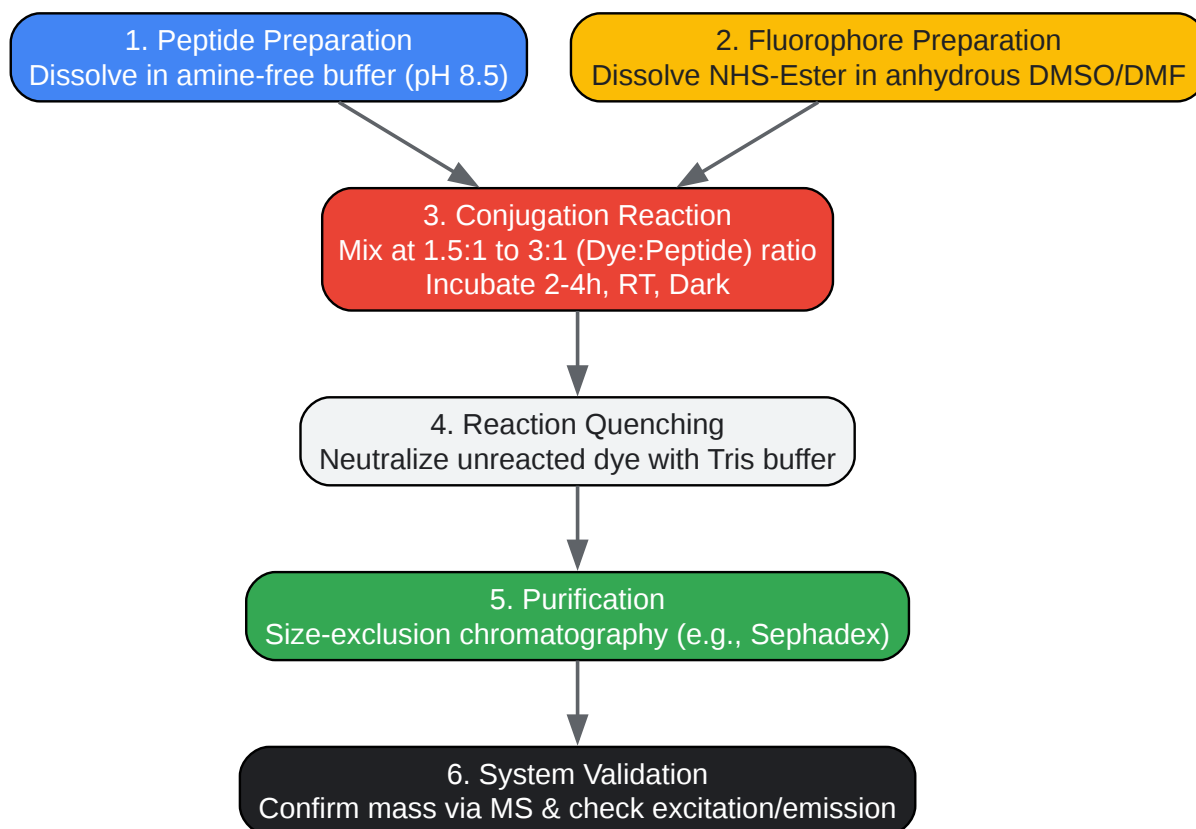 1. Peptide Preparation
Dissolve in amine-free buffer (pH 8.5)
2. Fluorophore Preparation
Dissolve NHS-Ester in anhydrous DMSO/DMF
3. Conjugation Reaction
Mix at 1.5:1 to 3:1 (Dye:Peptide) ratio
Incubate 2-4h, RT, Dark
4. Reaction Quenching
Neutralize unreacted dye with Tris buffer
5. Purification
Size-exclusion chromatography (e.g., Sephadex)
6. System Validation
Confirm mass via MS & check excitation/emission